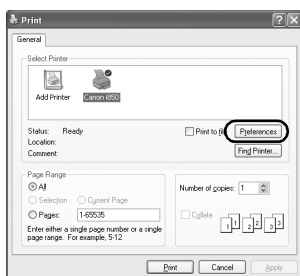 Print
General
Select Printer
Add Printer
Canon i850
Status: Ready
Location:
Comment:
Print to file
Preferences
Find Printer...
Page Range
All
Selection
Current Page
Pages:
1-65535
Enter either a single page number or a single
page range. For example, 5-12
Number of copies: 1
Collate
1 1 2 2 3 3
Print
Cancel
Apply